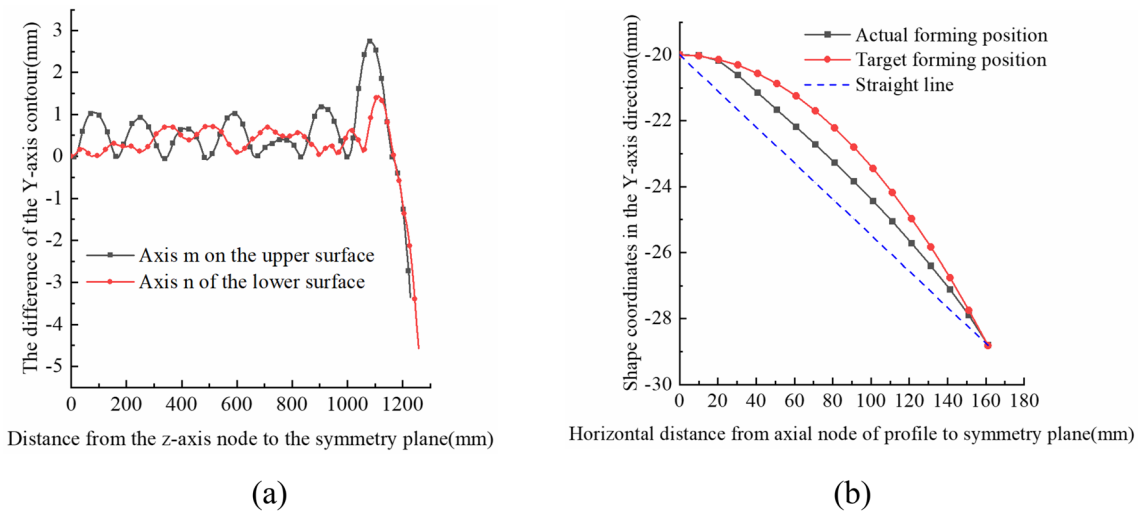 The difference of the Y-axis contour(mm)
3
2
1
0
-1
-2
-3
-4
-5
Axis m on the upper surface
Axis n of the lower surface
0 200 400 600 800 1000 1200
Distance from the z-axis node to the symmetry plane(mm)
(a)
Shape coordinates in the Y-axis direction(mm)
-20
-22
-24
-26
-28
-30
Actual forming position
Target forming position
Straight line
0 20 40 60 80 100 120 140 160 180
Horizontal distance from axial node of profile to symmetry plane(mm)
(b)